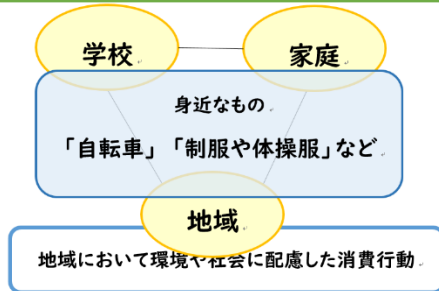 学校
家庭
身近なもの
「自転車」「制服や体操服」など
地域
地域において環境や社会に配慮した消費行動